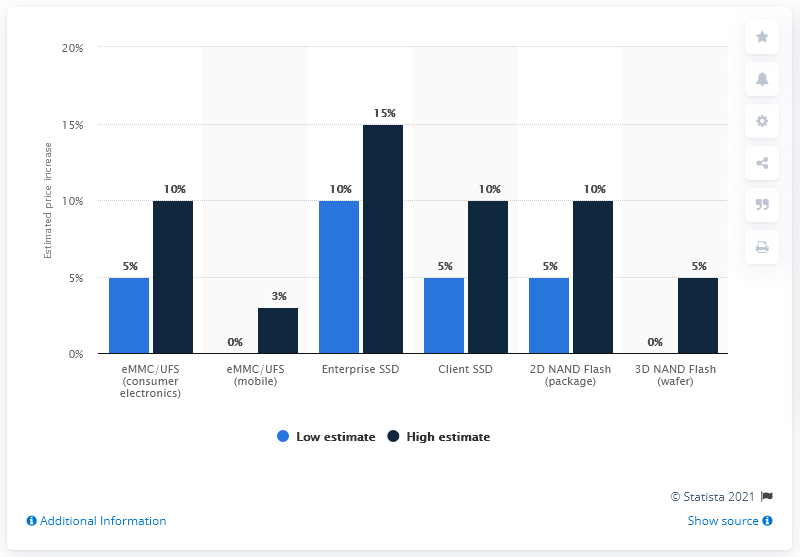 20%
15%
10%
5%
0%
Estimated price increase
5%
10%
0%
3%
10%
15%
5%
10%
5%
10%
0%
5%
eMMC/UFS
(consumer
electronics)
eMMC/UFS
(mobile)
Enterprise SSD
Client SSD
2D NAND Flash
(package)
3D NAND Flash
(wafer)
Low estimate
High estimate
© Statista 2021
Additional Information
Show source